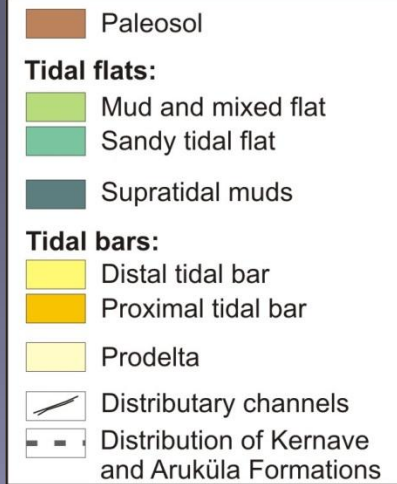 Paleosol
Tidal flats:
Mud and mixed flat
Sandy tidal flat
Supratidal muds
Tidal bars:
Distal tidal bar
Proximal tidal bar
Prodelta
Distributary channels
Distribution of Kernave
and Aruküla Formations